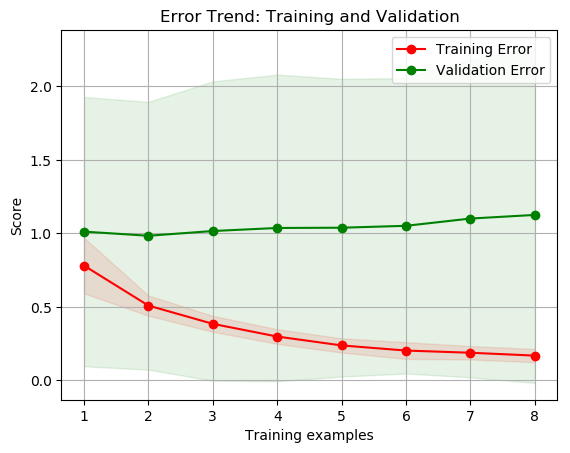 Error Trend: Training and Validation
Training Error
Validation Error
Score
2.0
1.5
1.0
0.5
0.0
1 2 3 4 5 6 7 8
Training examples